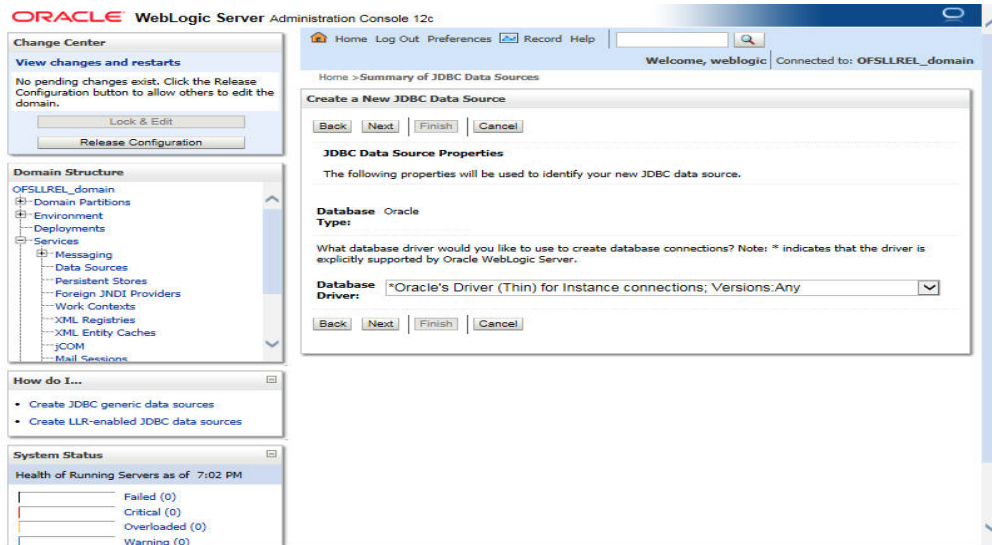 ORACLE WebLogic Server Administration Console 12c
Change Center
View changes and restarts
No pending changes exist. Click the Release
Configuration button to allow others to edit the
domain.
Lock & Edit
Release Configuration
Domain Structure
OFSLLREL_domain
Domain Partitions
Environment
Deployments
Services
Messaging
Data Sources
Persistent Stores
Foreign JNDI Providers
Work Contexts
XML Registries
XML Entity Caches
jCOM
Mail Sessions
How do I...
Create JDBC generic data sources
Create LLR-enabled JDBC data sources
System Status
Health of Running Servers as of 7:02 PM
Failed (0)
Critical (0)
Overloaded (0)
Warning (0)
Home Log Out Preferences Record Help
Welcome, weblogic Connected to: OFSLLREL_domain
Home >Summary of JDBC Data Sources
Create a New JDBC Data Source
Back Next Finish Cancel
JDBC Data Source Properties
The following properties will be used to identify your new JDBC data source.
Database Oracle
Type:
What database driver would you like to use to create database connections? Note: * indicates that the driver is
explicitly supported by Oracle WebLogic Server.
Database *Oracle's Driver (Thin) for Instance connections; Versions:Any
Driver:
Back Next Finish Cancel